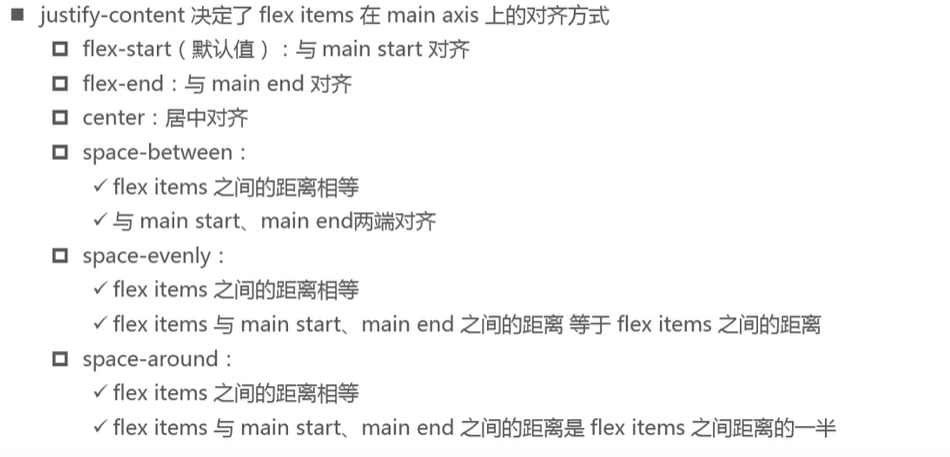 ■ justify-content 决定了 flex items 在 main axis 上的对齐方式
flex-start（默认值）：与 main start 对齐
flex-end：与 main end 对齐
center：居中对齐
space-between：
✓ flex items 之间的距离相等
✓ 与 main start、main end两端对齐
space-evenly：
✓ flex items 之间的距离相等
✓ flex items 与 main start、main end 之间的距离 等于 flex items 之间的距离
space-around：
✓ flex items 之间的距离相等
✓ flex items 与 main start、main end 之间的距离是 flex items 之间距离的一半